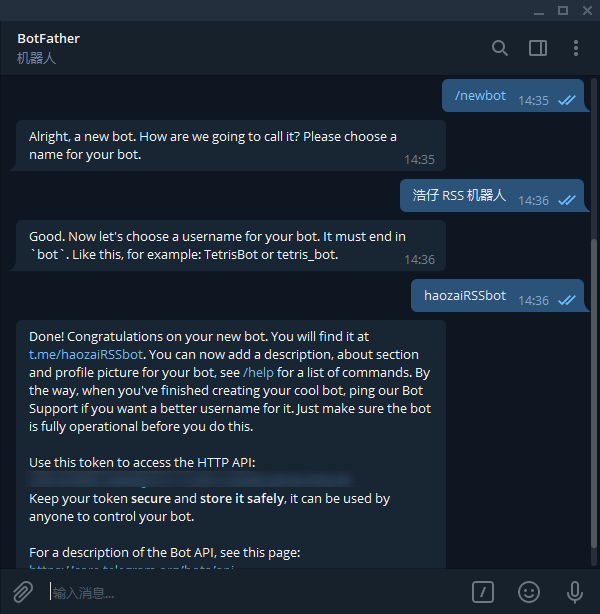 BotFather
机器人
/newbot 14:35
Alright, a new bot. How are we going to call it? Please choose a
name for your bot.
14:35
浩仔 RSS 机器人 14:36
Good. Now let's choose a username for your bot. It must end in
`bot`. Like this, for example: TetrisBot or tetris_bot.
14:36
haozaiRSSbot 14:36
Done! Congratulations on your new bot. You will find it at
t.me/haozaiRSSbot. You can now add a description, about section
and profile picture for your bot, see /help for a list of commands. By
the way, when you've finished creating your cool bot, ping our Bot
Support if you want a better username for it. Just make sure the bot
is fully operational before you do this.
Use this token to access the HTTP API:
Keep your token secure and store it safely, it can be used by
anyone to control your bot.
For a description of the Bot API, see this page:
https://core.telegram.org/bots/api
输入消息...